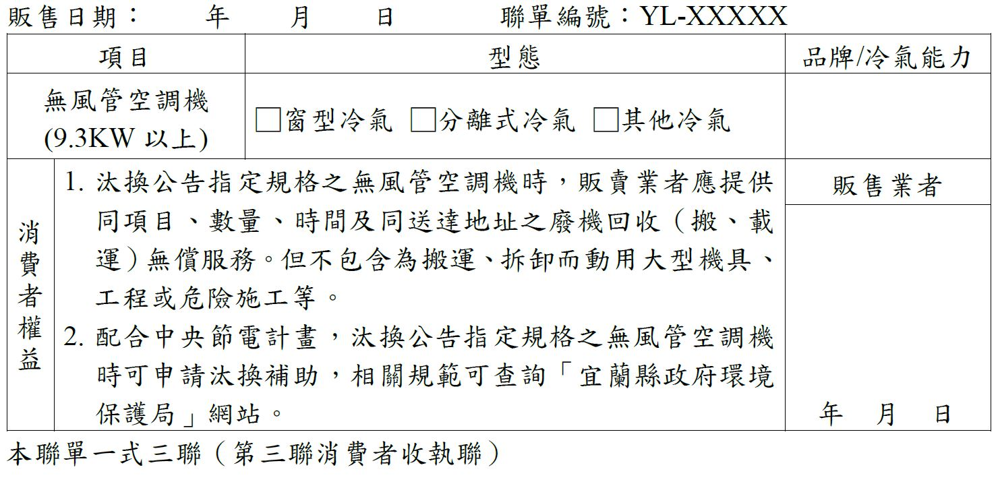 販售日期： 年 月 日 聯單編號：YL-XXXXX
項目 型態 品牌/冷氣能力
無風管空調機
(9.3KW 以上)
□窗型冷氣 □分離式冷氣 □其他冷氣
消費者權益
1. 汰換公告指定規格之無風管空調機時，販賣業者應提供
同項目、數量、時間及同送達地址之廢機回收（搬、載
運）無償服務。但不包含為搬運、拆卸而動用大型機具、
工程或危險施工等。
2. 配合中央節電計畫，汰換公告指定規格之無風管空調機
時可申請汰換補助，相關規範可查詢「宜蘭縣政府環境
保護局」網站。
販售業者
年 月 日
本聯單一式三聯（第三聯消費者收執聯）